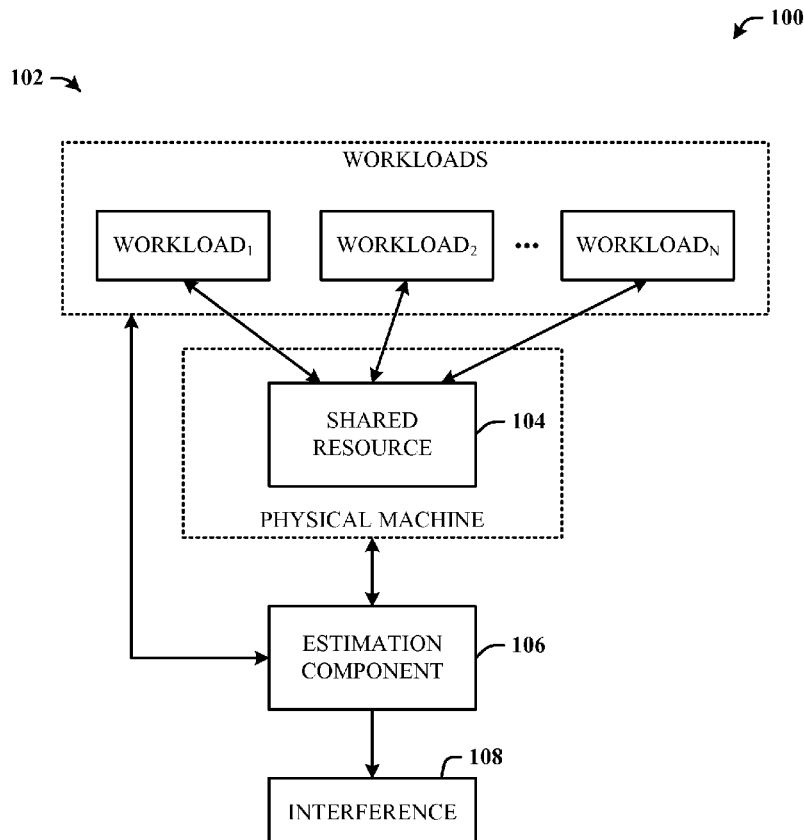 100
102
WORKLOADS
WORKLOAD₁
WORKLOAD₂
•••
WORKLOADN
SHARED
RESOURCE
104
PHYSICAL MACHINE
ESTIMATION
COMPONENT
106
108
INTERFERENCE